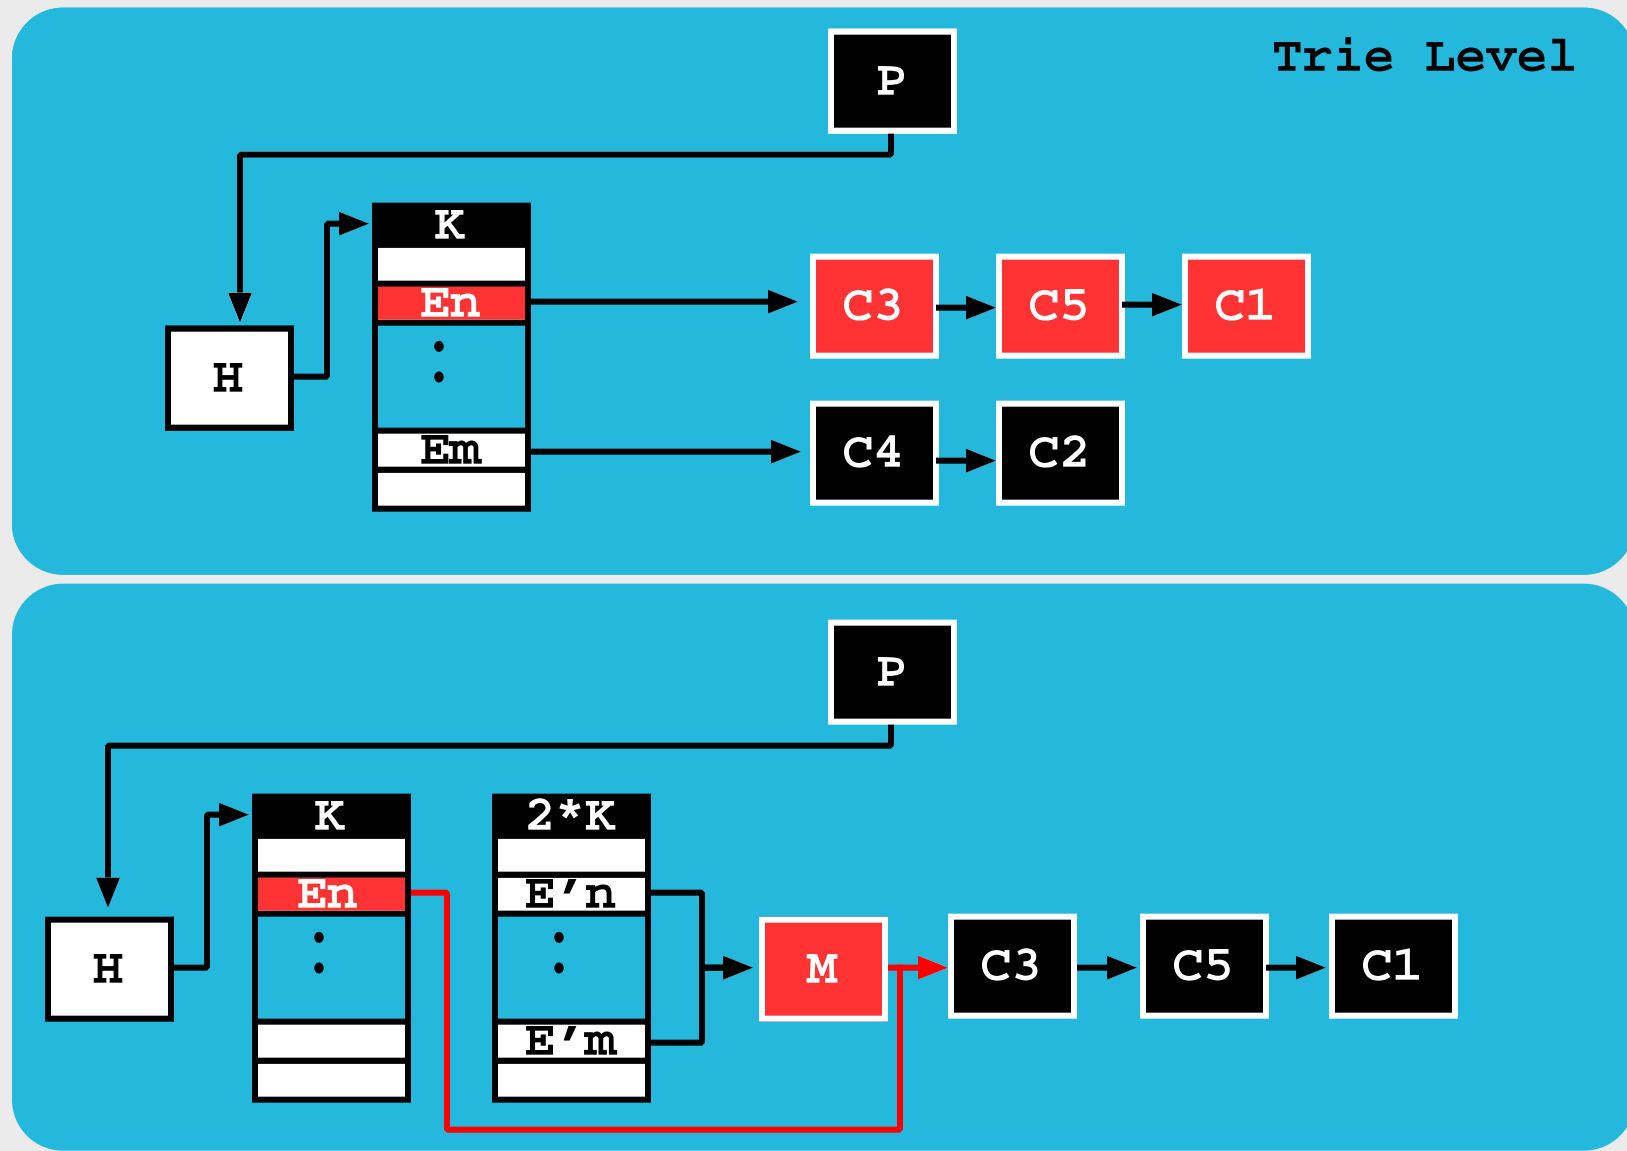 Trie Level
P
K
En
C3 C5 C1
H
:
Em
C4 C2
P
K 2*K
En E’n
: :
H M C3 C5 C1
E’m